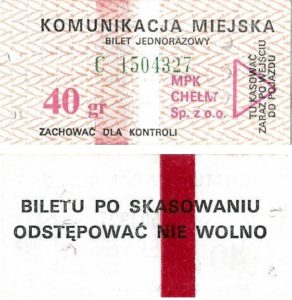 KOMUNIKACJA MIEJSKA
BILET JEDNORAZOWY
C 1504327
40 gr
MPK
CHEŁM
Sp. z o.o.
TU KASOWAĆ
ZARAZ PO WEJŚCIU
DO POJAZDU
ZACHOWAĆ DLA KONTROLI
BILETU PO SKASOWANIU
ODSTĘPOWAĆ NIE WOLNO